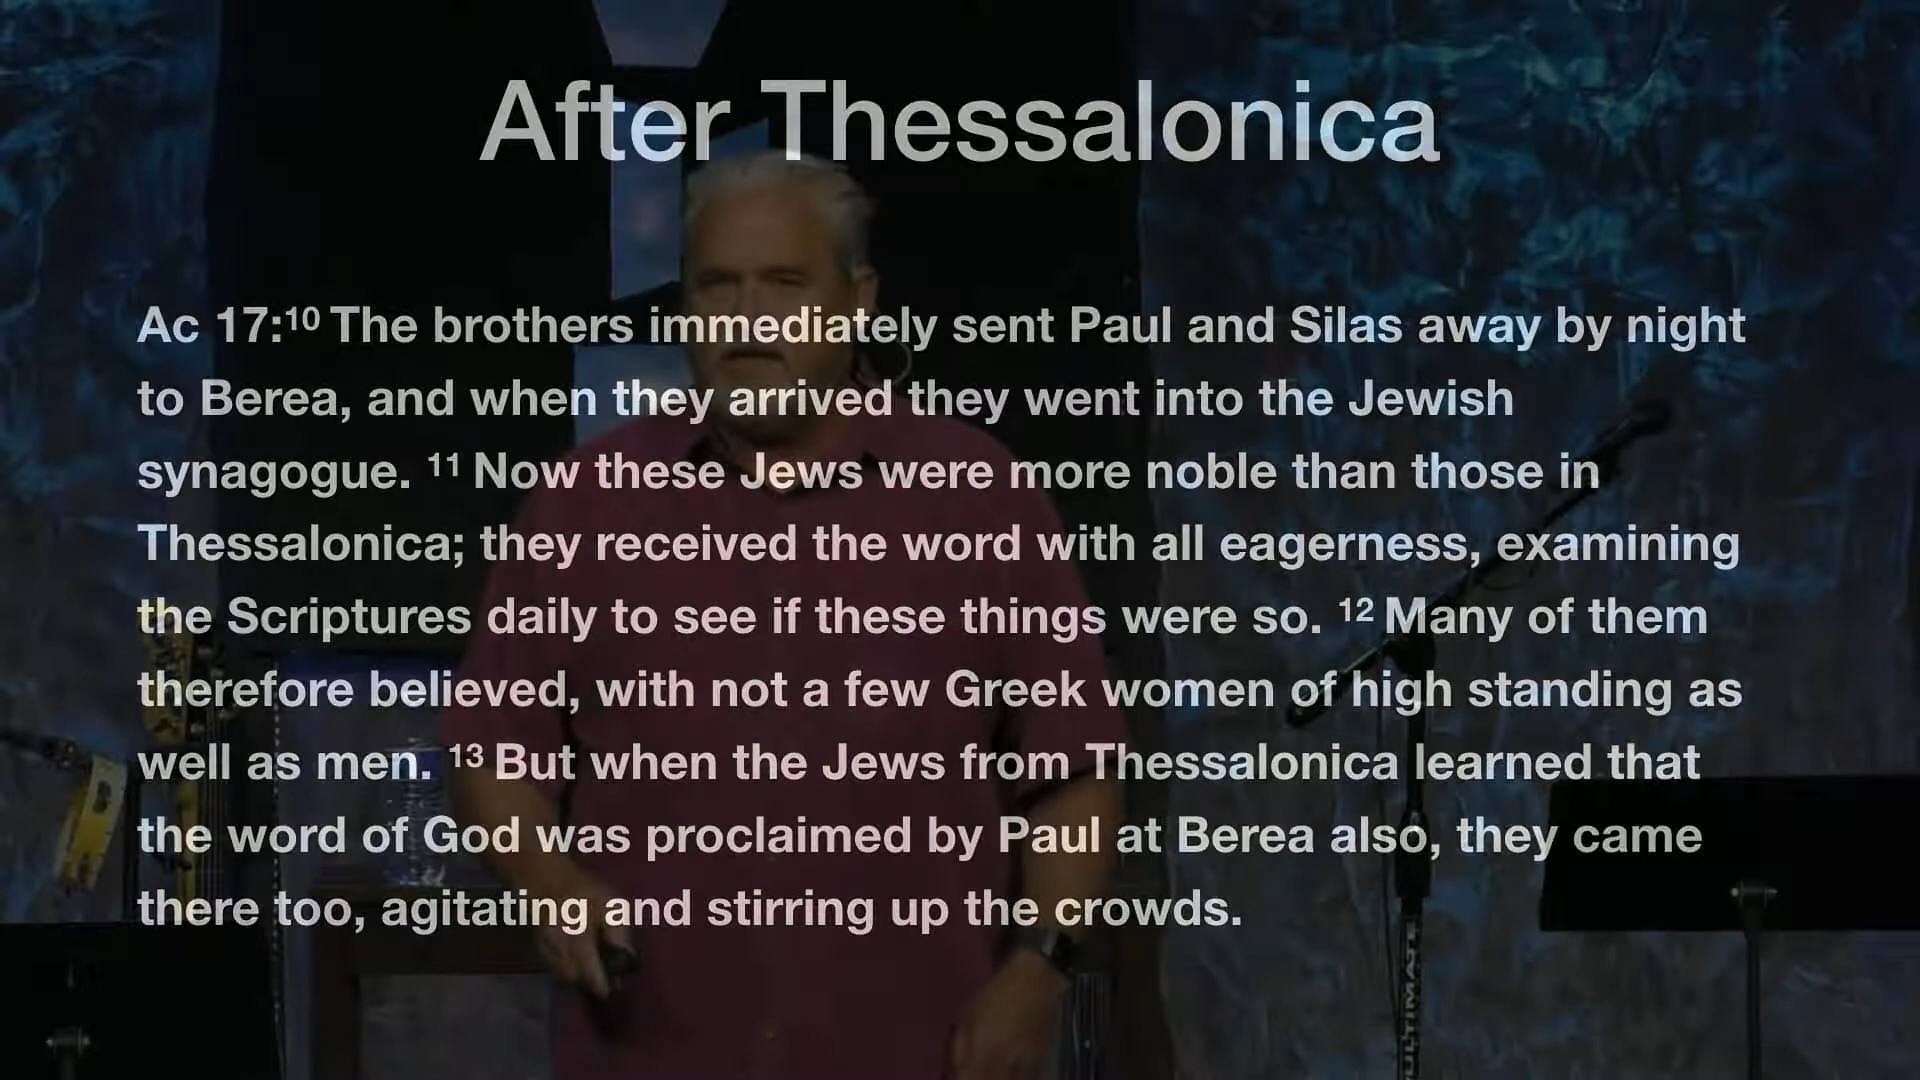 After Thessalonica
Ac 17:10 The brothers immediately sent Paul and Silas away by night
to Berea, and when they arrived they went into the Jewish
synagogue. 11 Now these Jews were more noble than those in
Thessalonica; they received the word with all eagerness, examining
the Scriptures daily to see if these things were so. 12 Many of them
therefore believed, with not a few Greek women of high standing as
well as men. 13 But when the Jews from Thessalonica learned that
the word of God was proclaimed by Paul at Berea also, they came
there too, agitating and stirring up the crowds.
ULTIMATE